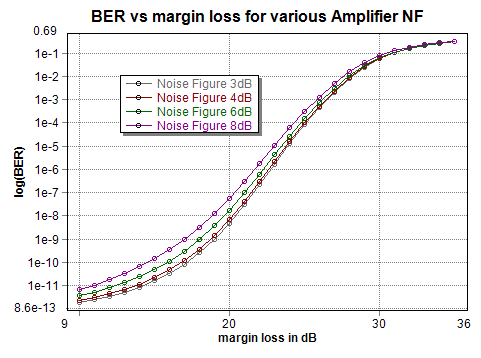 BER vs margin loss for various Amplifier NF
0.69
1e-1
1e-2
1e-3
1e-4
1e-5
1e-6
1e-7
1e-8
1e-9
1e-10
1e-11
8.6e-13
log(BER)
Noise Figure 3dB
Noise Figure 4dB
Noise Figure 6dB
Noise Figure 8dB
9
20
30
36
margin loss in dB